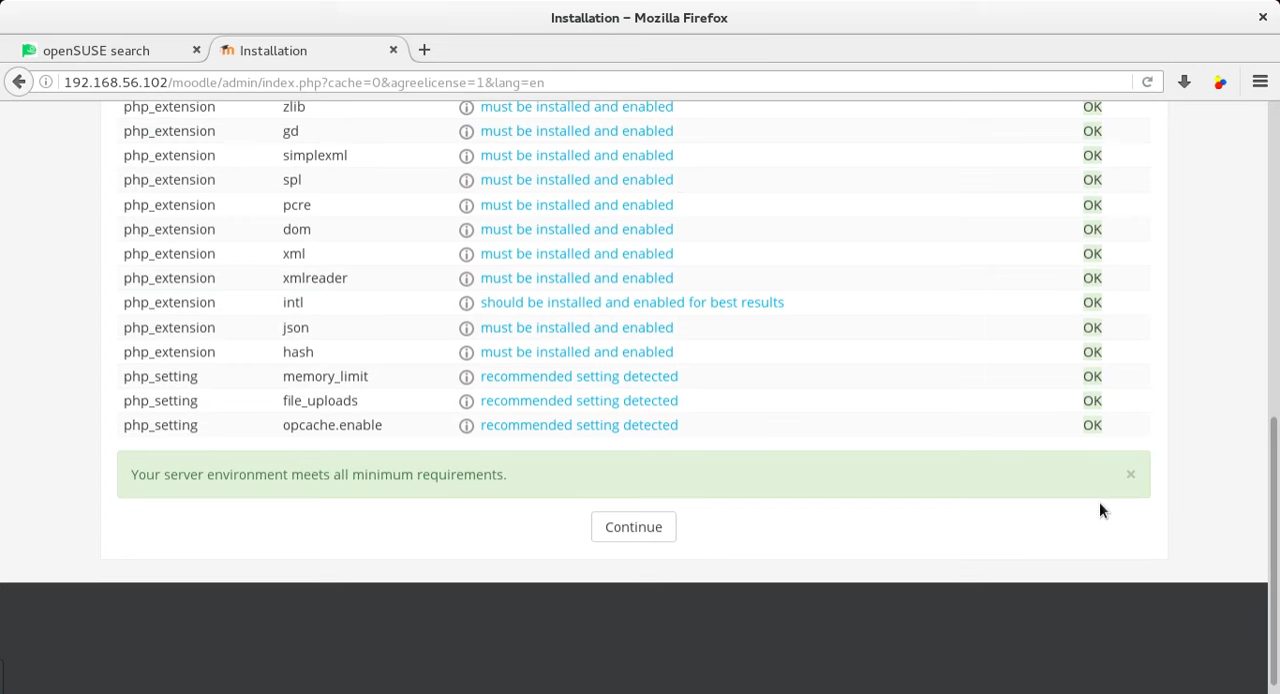 Installation – Mozilla Firefox
openSUSE search
Installation
192.168.56.102/moodle/admin/index.php?cache=0&agreelicense=1&lang=en
php_extension zlib must be installed and enabled OK
php_extension gd must be installed and enabled OK
php_extension simplexml must be installed and enabled OK
php_extension spl must be installed and enabled OK
php_extension pcre must be installed and enabled OK
php_extension dom must be installed and enabled OK
php_extension xml must be installed and enabled OK
php_extension xmlreader must be installed and enabled OK
php_extension intl should be installed and enabled for best results OK
php_extension json must be installed and enabled OK
php_extension hash must be installed and enabled OK
php_setting memory_limit recommended setting detected OK
php_setting file_uploads recommended setting detected OK
php_setting opcache.enable recommended setting detected OK
Your server environment meets all minimum requirements. ×
Continue